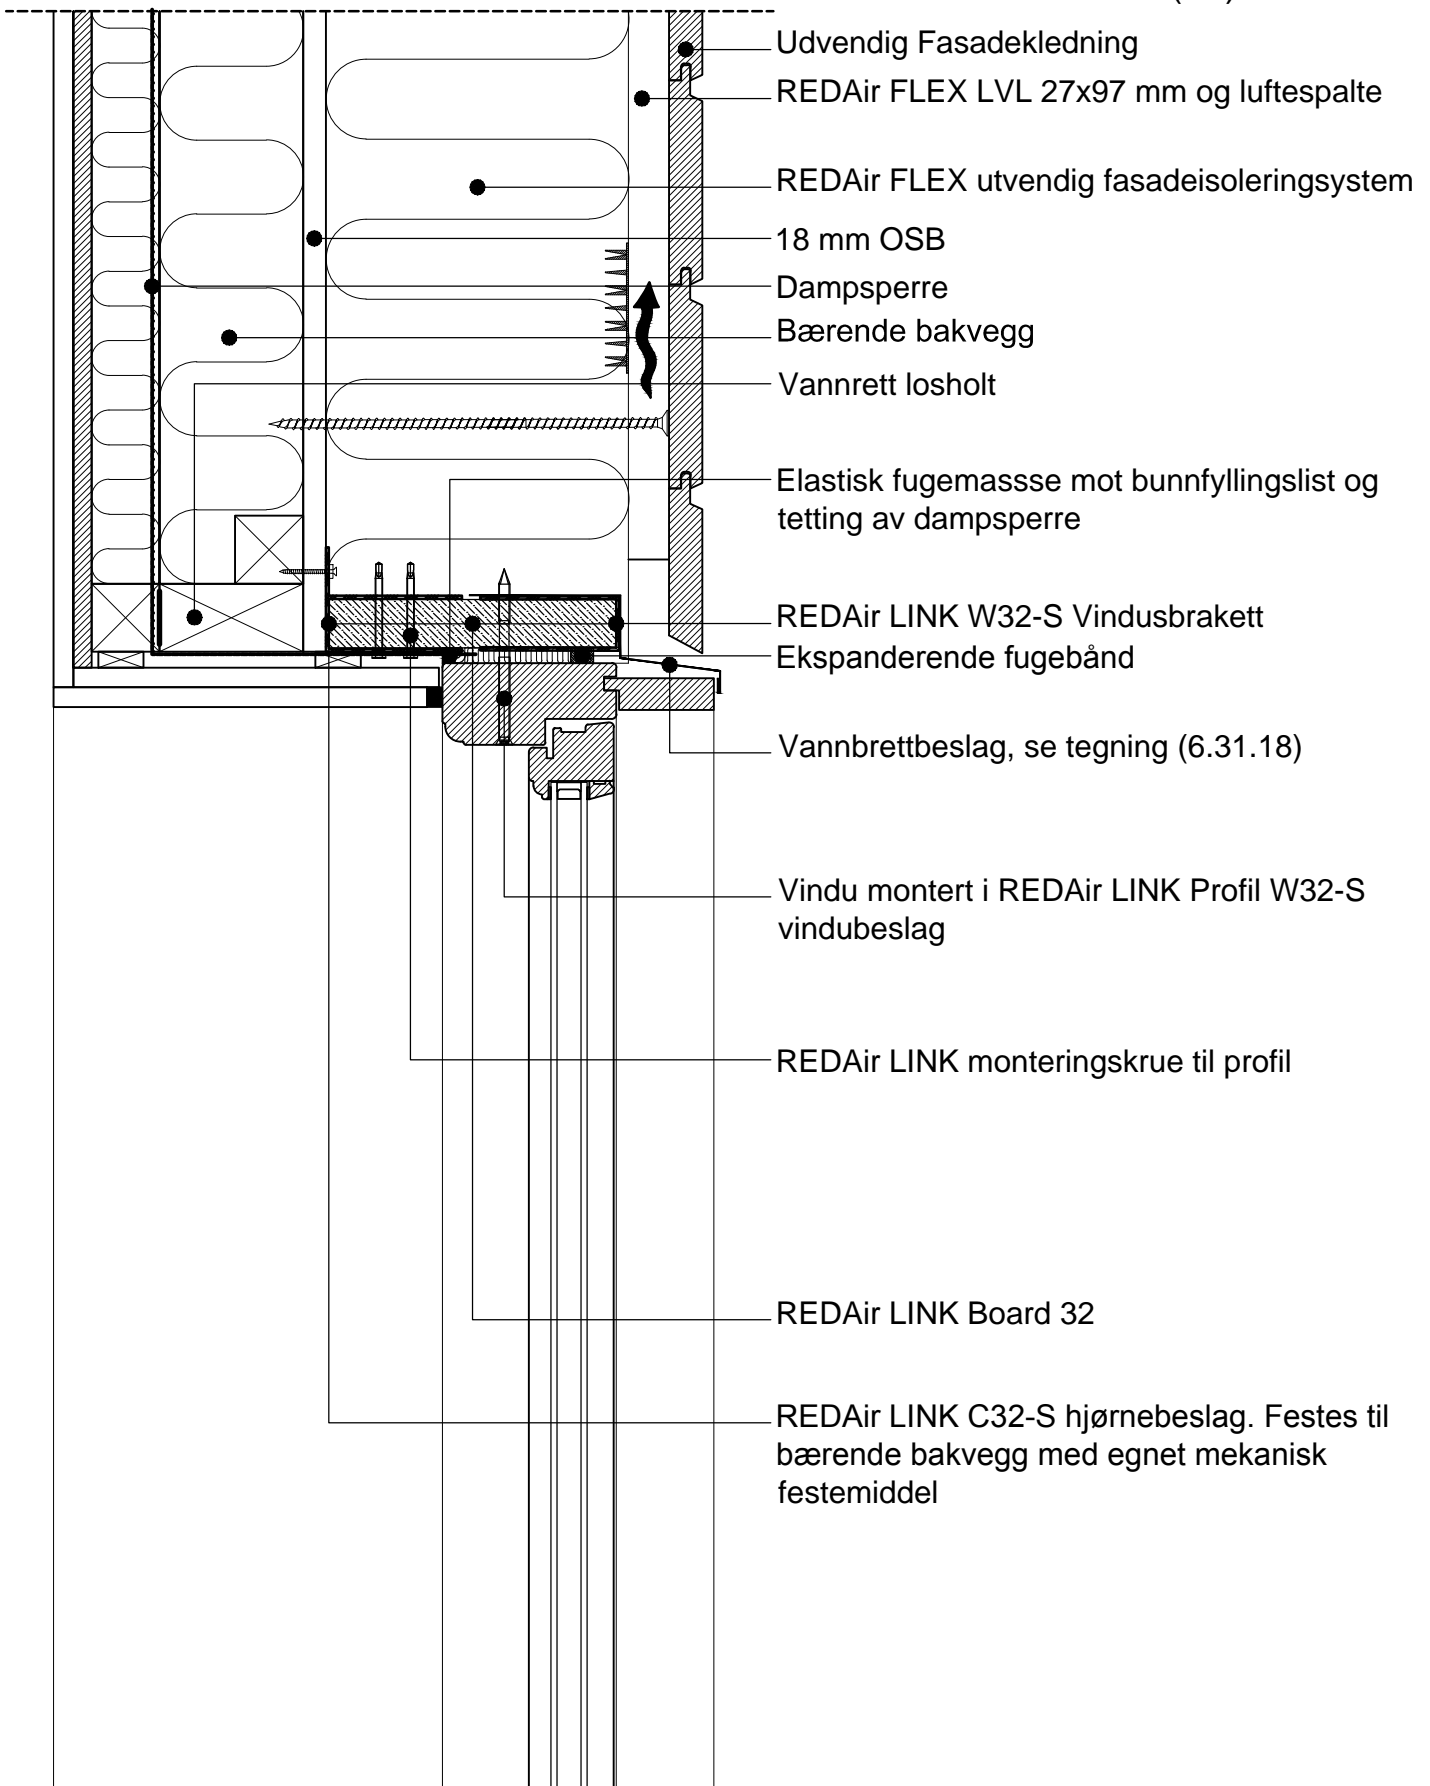 Udvendig Fasadekledning
REDAir FLEX LVL 27x97 mm og luftespalte
REDAir FLEX utvendig fasadeisoleringsystem
18 mm OSB
Dampsperre
Bærende bakvegg
Vannrett losholt
Elastisk fugemassse mot bunnfyllingslist og
tetting av dampsperre
REDAir LINK W32-S Vindusbrakett
Ekspanderende fugebånd
Vannbrettbeslag, se tegning (6.31.18)
Vindu montert i REDAir LINK Profil W32-S
vindubeslag
REDAir LINK monteringskrue til profil
REDAir LINK Board 32
REDAir LINK C32-S hjørnebeslag. Festes til
bærende bakvegg med egnet mekanisk
festemiddel